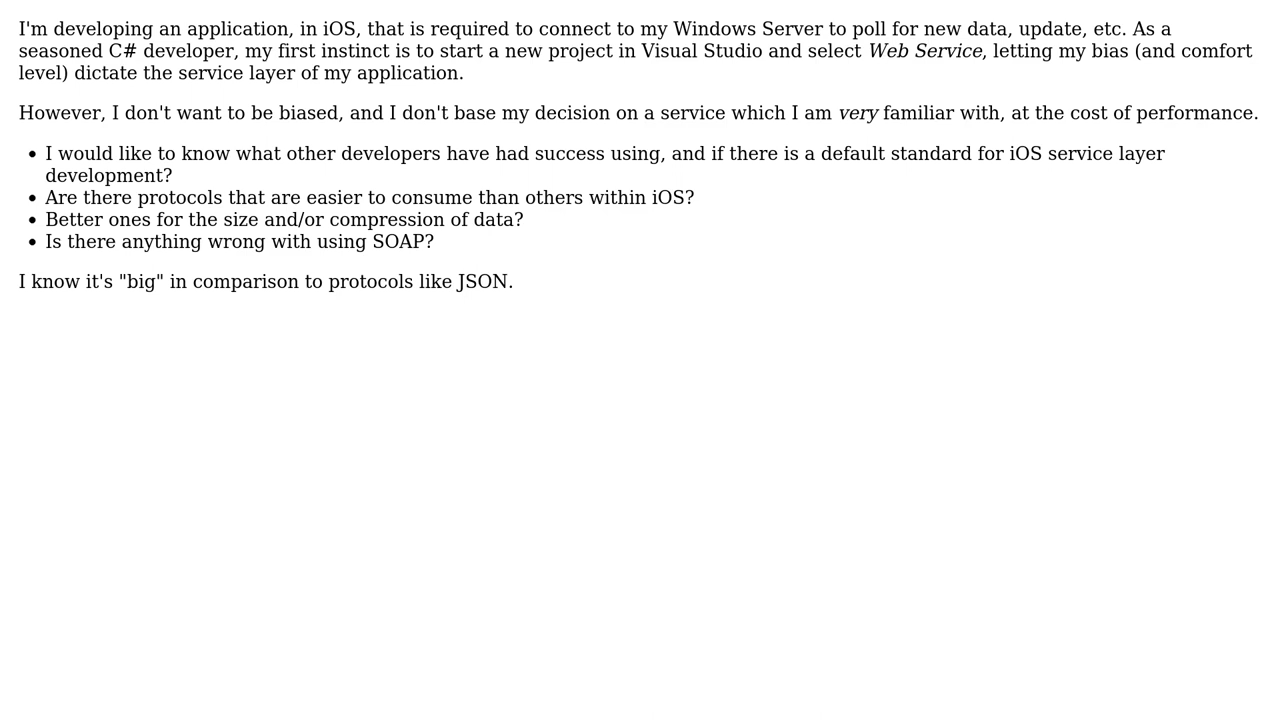 I'm developing an application, in iOS, that is required to connect to my Windows Server to poll for new data, update, etc. As a
seasoned C# developer, my first instinct is to start a new project in Visual Studio and select Web Service, letting my bias (and comfort
level) dictate the service layer of my application.
However, I don't want to be biased, and I don't base my decision on a service which I am very familiar with, at the cost of performance.
• I would like to know what other developers have had success using, and if there is a default standard for iOS service layer
development?
• Are there protocols that are easier to consume than others within iOS?
• Better ones for the size and/or compression of data?
• Is there anything wrong with using SOAP?
I know it's "big" in comparison to protocols like JSON.